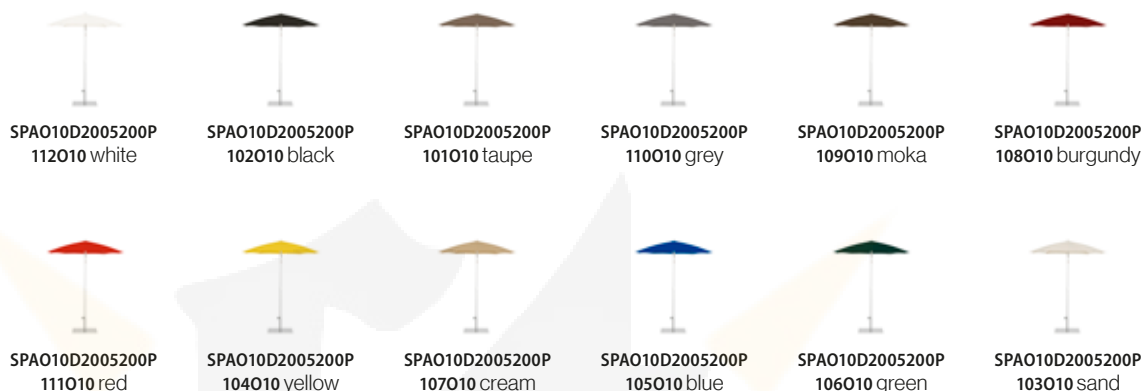 SPAO10D2005200P
112O10 white
SPAO10D2005200P
102O10 black
SPAO10D2005200P
101O10 taupe
SPAO10D2005200P
110O10 grey
SPAO10D2005200P
109O10 moka
SPAO10D2005200P
108O10 burgundy
SPAO10D2005200P
111O10 red
SPAO10D2005200P
104O10 yellow
SPAO10D2005200P
107O10 cream
SPAO10D2005200P
105O10 blue
SPAO10D2005200P
106O10 green
SPAO10D2005200P
103O10 sand